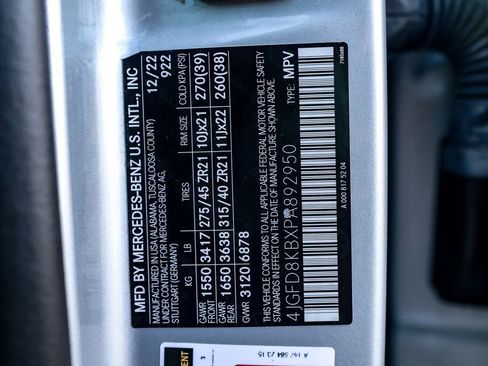 MFD BY MERCEDES-BENZ U.S. INTL., INC
MANUFACTURED IN USA (ALABAMA, TUSCALOOSA COUNTY)
UNDER CONTRACT FOR MERCEDES-BENZ AG,
STUTTGART (GERMANY)
12/22
922
KG LB TIRES RIM SIZE COLD KPA (PSI)
GAWR FRONT 1550 3417 275/45 ZR21 10Jx21 270(39)
GAWR REAR 1650 3638 315/40 ZR21 11Jx22 260(38)
GVWR 3120 6878
THIS VEHICLE CONFORMS TO ALL APPLICABLE FEDERAL MOTOR VEHICLE SAFETY
STANDARDS IN EFFECT ON THE DATE OF MANUFACTURE SHOWN ABOVE.
4JGFD8KBXPA892950
TYPE: MPV
A 000 817 52 04